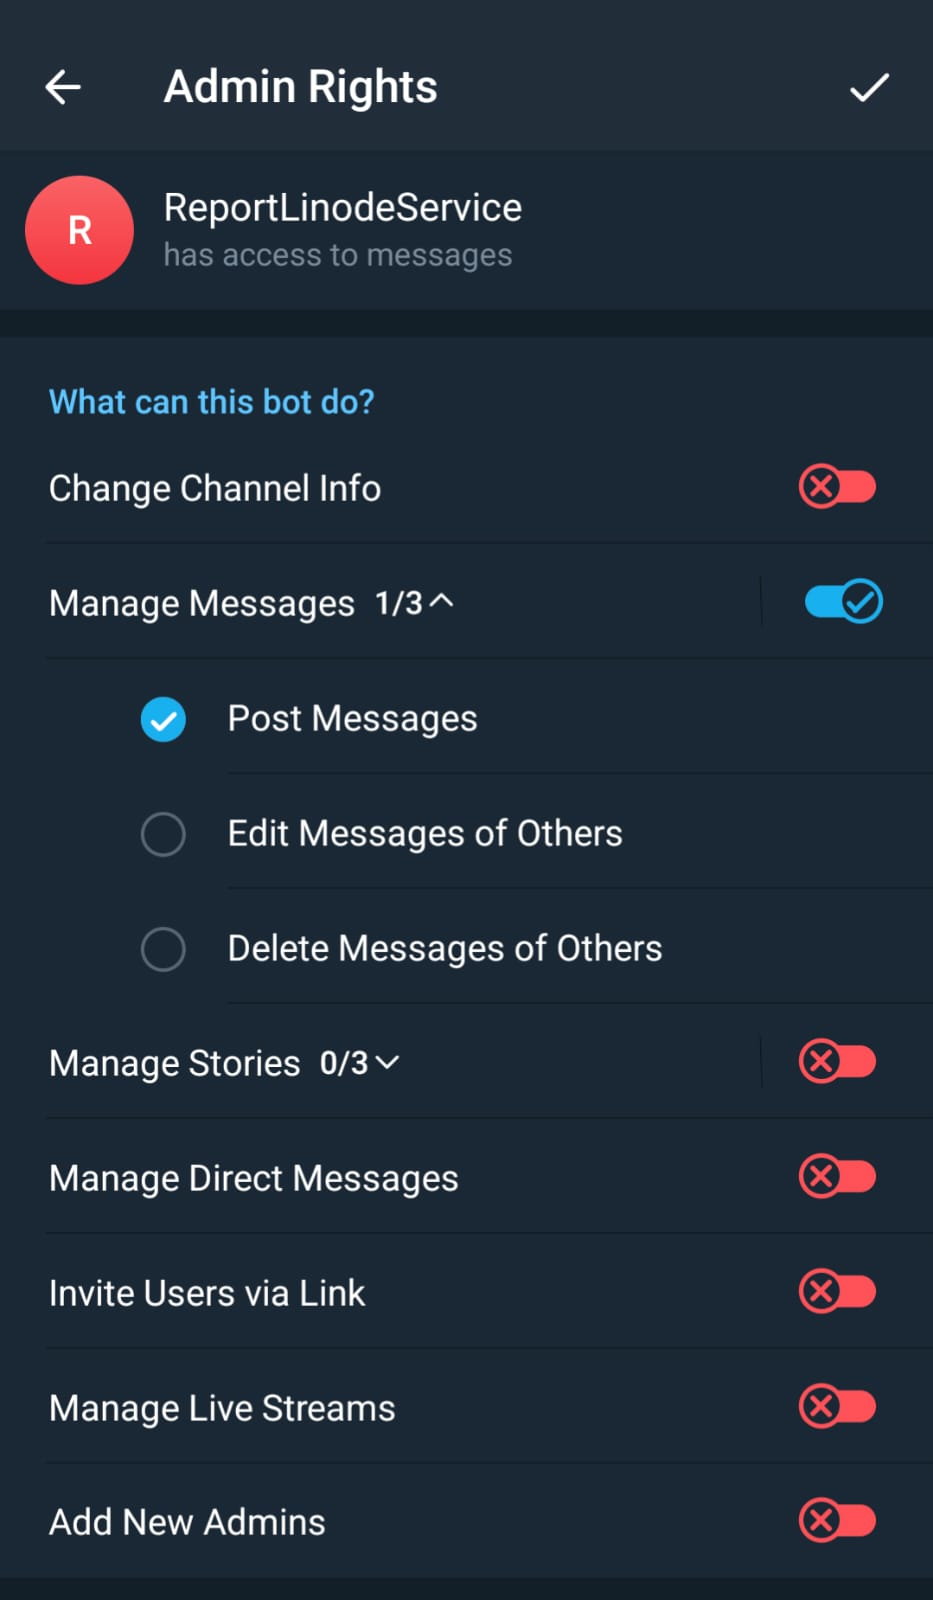 Admin Rights
R
ReportLinodeService
has access to messages
What can this bot do?
Change Channel Info
Manage Messages 1/3
Post Messages
Edit Messages of Others
Delete Messages of Others
Manage Stories 0/3
Manage Direct Messages
Invite Users via Link
Manage Live Streams
Add New Admins